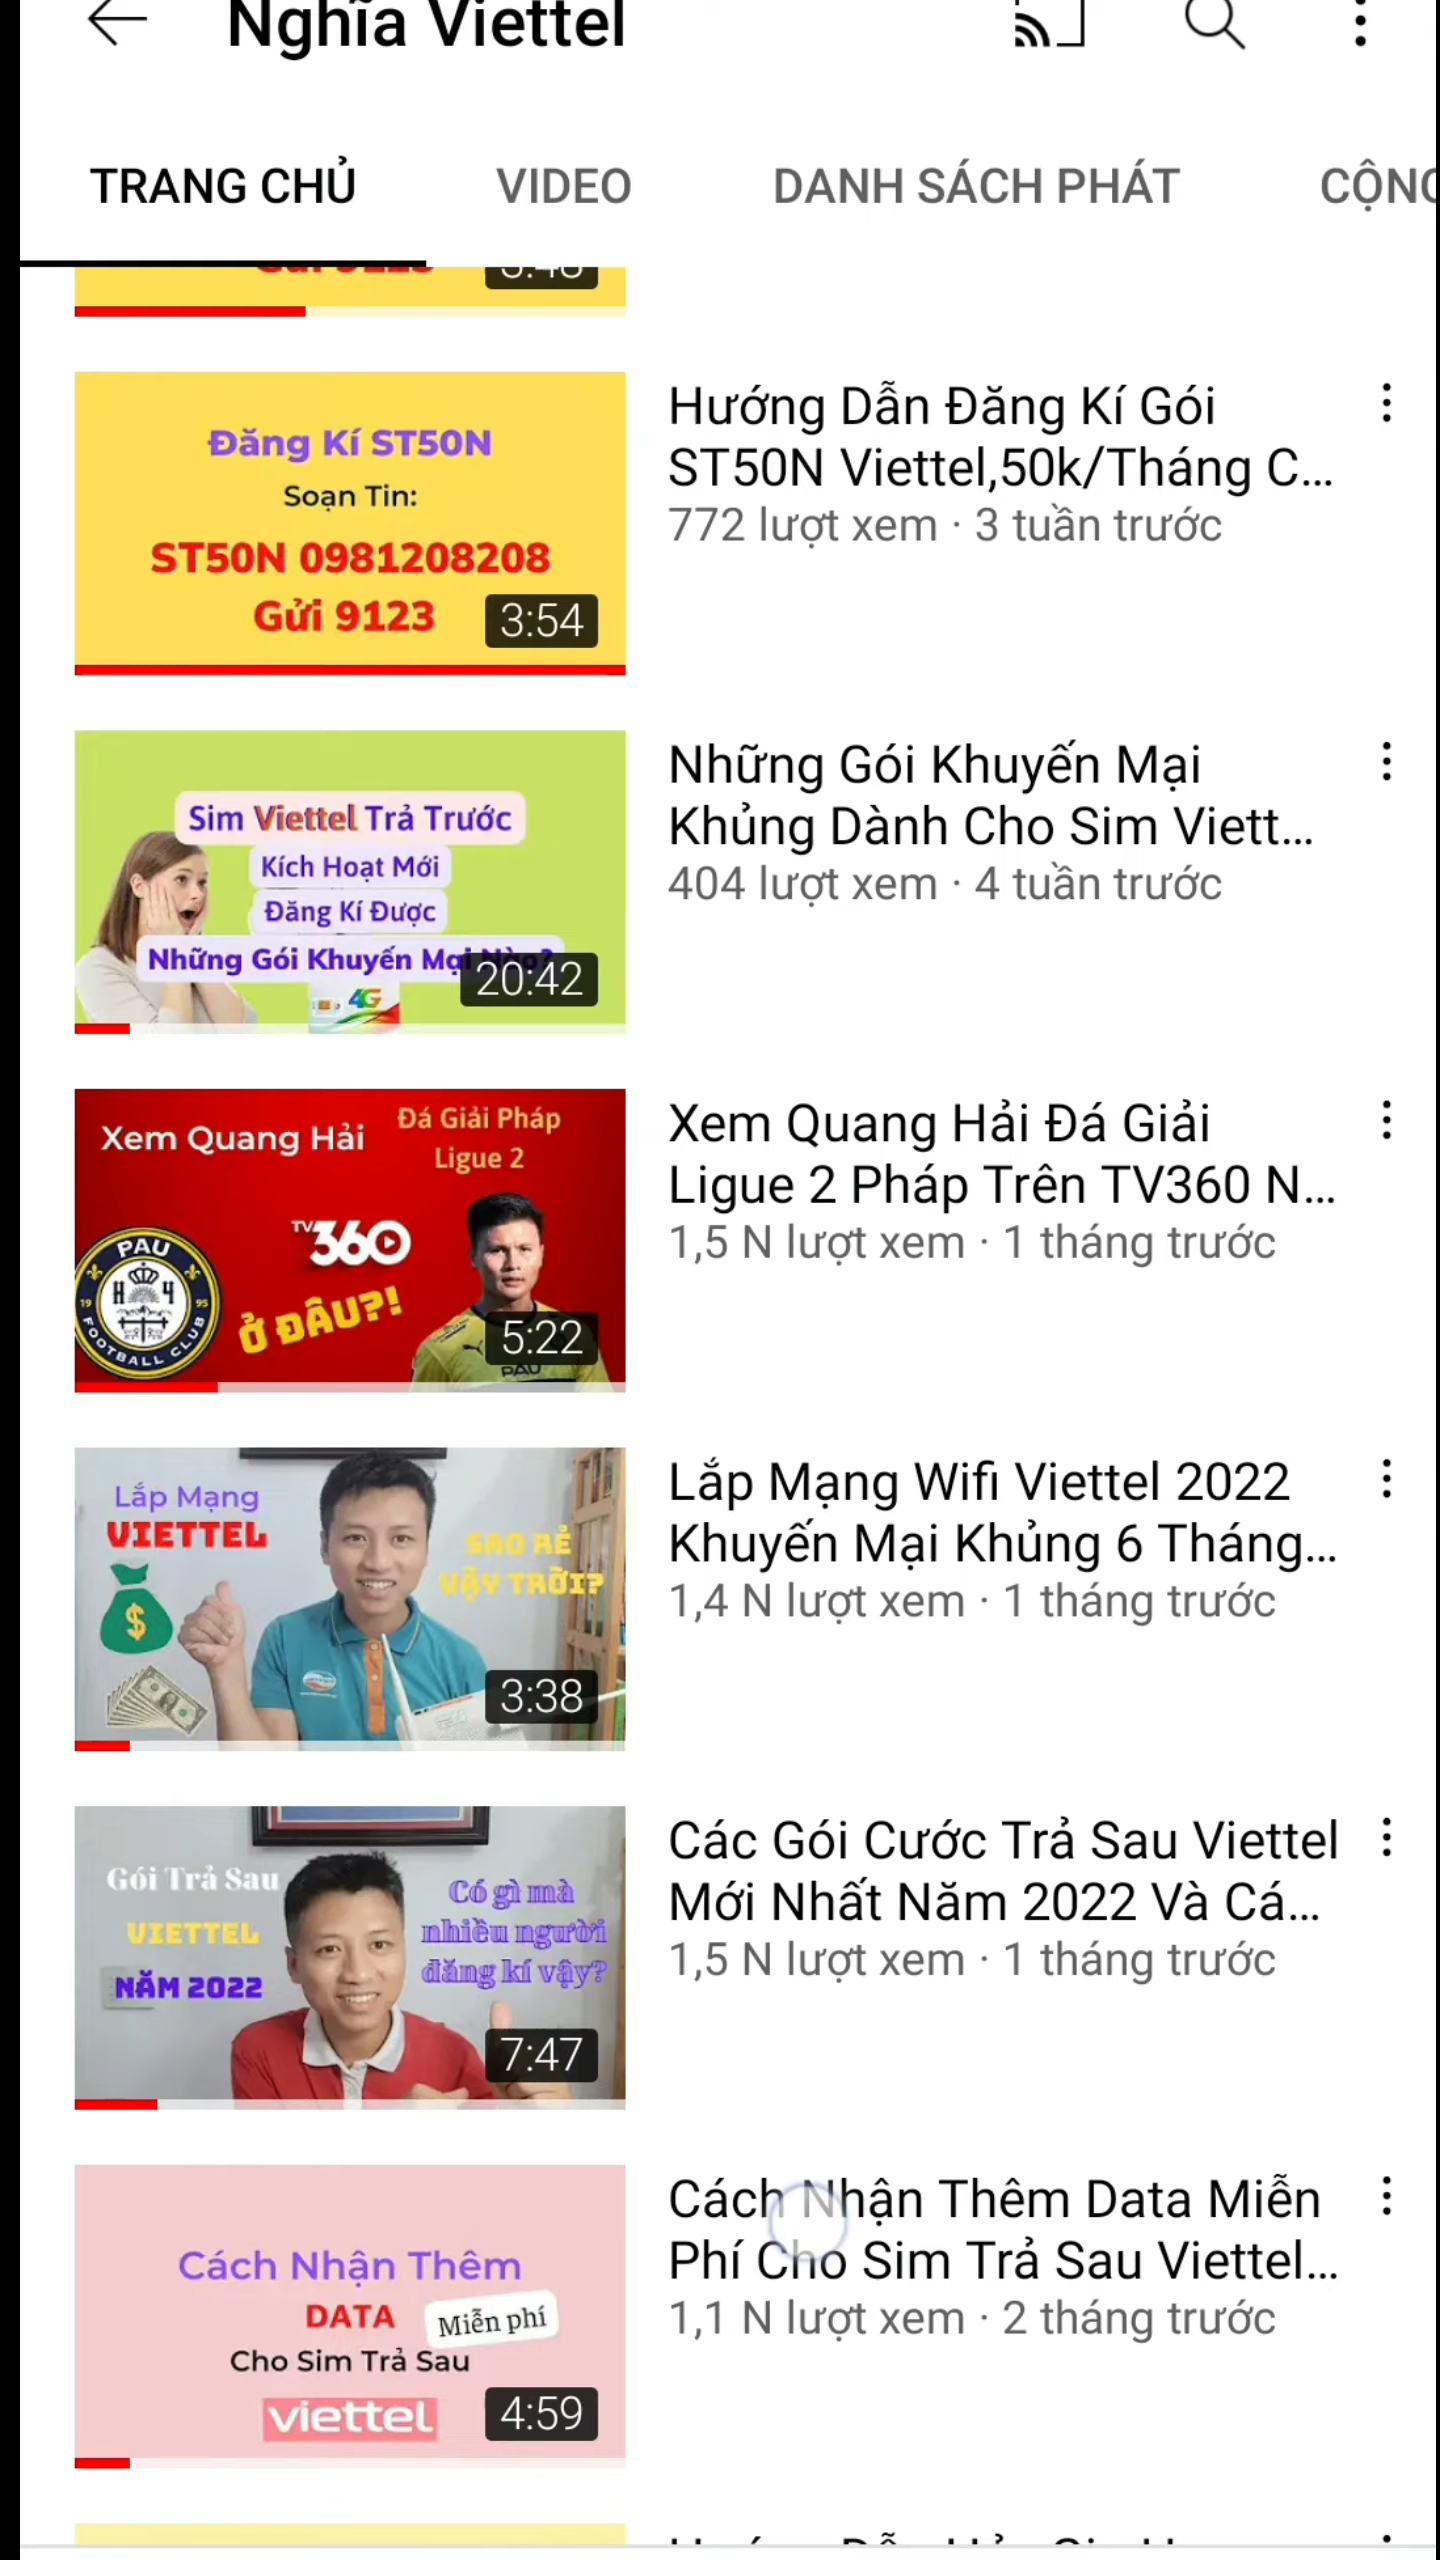 Nghĩa Viettel
TRANG CHỦ
VIDEO
DANH SÁCH PHÁT
Đăng Kí ST50N
Soạn Tin:
ST50N 0981208208
Gửi 9123
3:54
Hướng Dẫn Đăng Kí Gói
ST50N Viettel,50k/Tháng C...
772 lượt xem · 3 tuần trước
Sim Viettel Trả Trước
Kích Hoạt Mới
Đăng Kí Được
Những Gói Khuyến Mại Nào?
4G
20:42
Những Gói Khuyến Mại
Khủng Dành Cho Sim Viett...
404 lượt xem · 4 tuần trước
Xem Quang Hải
Đá Giải Pháp
Ligue 2
TV360
Ở ĐÂU?!
PAU
19 95
FOOTBALL CLUB
PAU
5:22
Xem Quang Hải Đá Giải
Ligue 2 Pháp Trên TV360 N...
1,5 N lượt xem · 1 tháng trước
Lắp Mạng
VIETTEL
SAO RẺ
VẬY TRỜI?
3:38
Lắp Mạng Wifi Viettel 2022
Khuyến Mại Khủng 6 Tháng...
1,4 N lượt xem · 1 tháng trước
Gói Trả Sau
VIETTEL
NĂM 2022
Có gì mà
nhiều người
đăng kí vậy?
7:47
Các Gói Cước Trả Sau Viettel
Mới Nhất Năm 2022 Và Cá...
1,5 N lượt xem · 1 tháng trước
Cách Nhận Thêm
DATA
Miễn phí
Cho Sim Trả Sau
viettel
4:59
Cách Nhận Thêm Data Miễn
Phí Cho Sim Trả Sau Viettel...
1,1 N lượt xem · 2 tháng trước